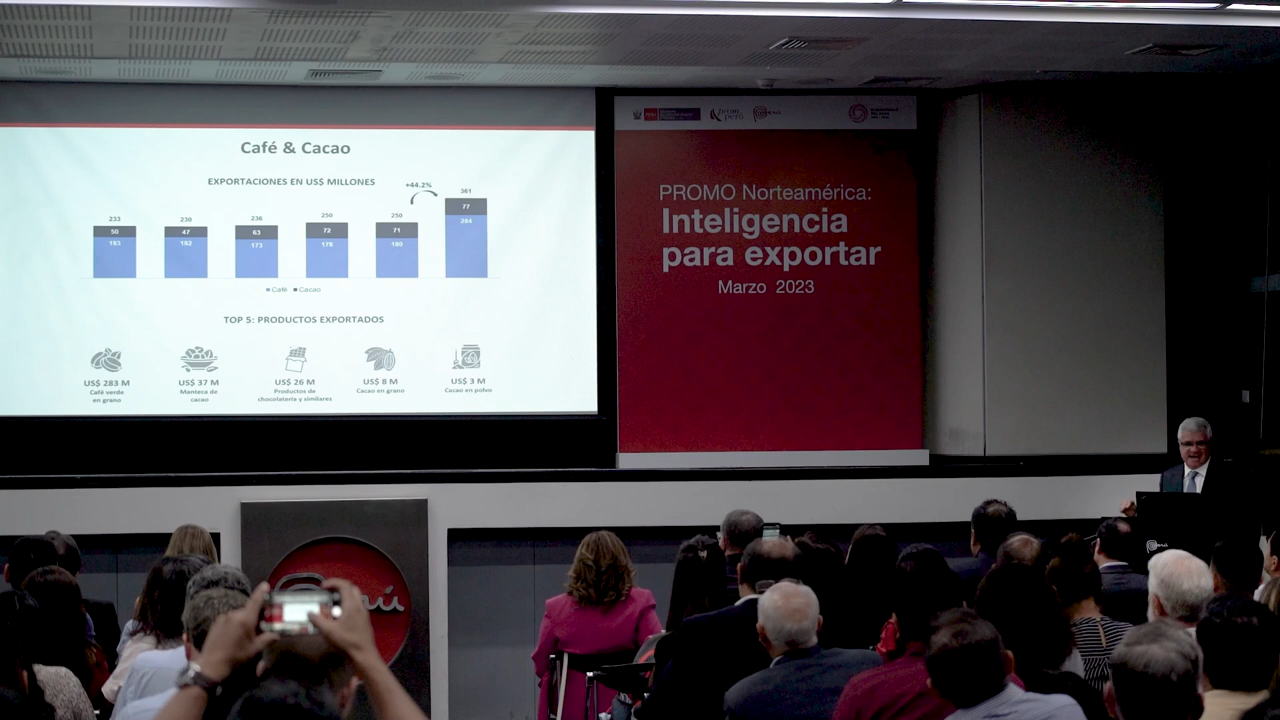 Café & Cacao
EXPORTACIONES EN US$ MILLONES
+44.2%
233
230
236
250
250
361
50
47
63
72
71
77
183
182
173
178
180
284
Café Cacao
TOP 5: PRODUCTOS EXPORTADOS
US$ 283 M
Café verde
en grano
US$ 37 M
Manteca de
cacao
US$ 26 M
Productos de
chocolatería y similares
US$ 8 M
Cacao en grano
US$ 3 M
Cacao en polvo
PERÚ
PROMO Norteamérica:
Inteligencia
para exportar
Marzo 2023